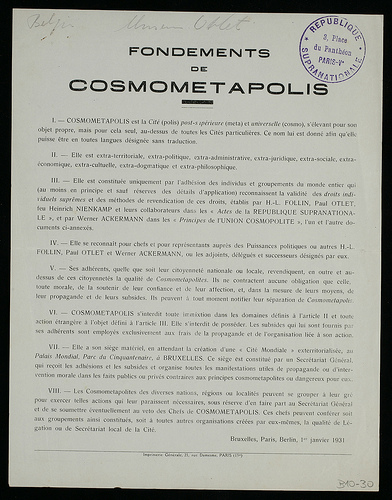 Belgi
Monsieur Otlet
RÉPUBLIQUE
SUPRANATIONALE
3, Place
du Panthéon
PARIS-Vᵉ
FONDEMENTS
DE
COSMOMETAPOLIS
I. — COSMOMETAPOLIS est la Cité (polis) post-spérieure (meta) et universelle (cosmo), s'élevant pour son
objet propre, mais pour cela seul, au-dessus de toutes les Cités particulières. Ce nom lui est donné afin qu'elle
puisse être en toutes langues désignée sans traduction.
II. — Elle est extra-territoriale, extra-politique, extra-administrative, extra-juridique, extra-sociale, extra-
économique, extra-culturelle, extra-dogmatique et extra-philosophique.
III. — Elle est constituée uniquement par l'adhésion des individus et groupements du monde entier qui
(au moins en principe et sauf réserves des détails d'application) reconnaissent la validité des droits indi-
viduels suprêmes et des méthodes de revendication de ces droits, établis par H.-L. FOLLIN, Paul OTLET,
feu Heinrich NIENKAMP et leurs collaborateurs dans les « Actes de la REPUBLIQUE SUPRANATIONA-
LE », et par Werner ACKERMANN dans les « Principes de l'UNION COSMOPOLITE », l'un et l'autre do-
cuments ci-annexés.
IV. — Elle se reconnaît pour chefs et pour représentants auprès des Puissances politiques ou autres H.-
L. FOLLIN, Paul OTLET et Werner ACKERMANN, ou les adjoints, délégués et successeurs désignés par eux.
V. — Ses adhérents, quelle que soit leur citoyenneté nationale ou locale, revendiquent, en outre et au-
dessus de ces citoyennetés la qualité de Cosmométapolites. Ils ne contractent aucune obligation que celle,
toute morale, de la soutenir de leur confiance et de leur affection, et, dans la mesure de leurs moyens, de
leur propagande et de leurs subsides. Ils peuvent à tout moment notifier leur séparation de Cosmometapolis.
VI. — COSMOMETAPOLIS s'interdit toute immixtion dans les domaines définis à l'article II et toute
action étrangère à l'objet défini à l'article III. Elle s'interdit de posséder. Les subsides qui lui sont fournis par
ses adhérents sont employés exclusivement aux frais de la propagande et de l'organisation liée à son action.
VII. — Elle a son siège matériel, en attendant la création d'une « Cité Mondiale » exterritorialisée, au
Palais Mondial, Parc du Cinquantenaire, à BRUXELLES. Ce siège est constitué par un Secrétariat Général,
qui reçoit les adhésions et les subsides et organise toutes les manifestations utiles de propagande ou d'inter-
vention morale dans les faits publics ou privés contraires aux principes cosmometapolites ou dangereux pour eux.
VIII. — Les Cosmometapolites des diverses nations, régions ou localités peuvent se grouper à leur gré
pour exercer telles actions qui leur paraissent nécessaires, sous réserve d'en faire part au Secrétariat Général
et de se soumettre éventuellement au veto des Chefs de COSMOMETAPOLIS. Ces chefs peuvent conférer soit
aux groupements ainsi constitués, soit à toutes autres organisations créées par eux-mêmes, la qualité de Lé-
gation ou de Secrétariat local de la Cité.
Bruxelles, Paris, Berlin, 1ᵉʳ janvier 1931
Imprimerie Générale, PARIS
B10-30